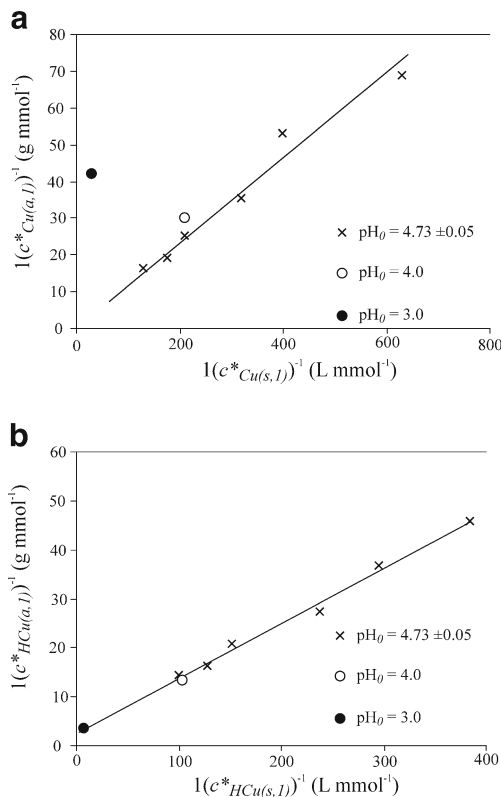 a
80
70
60
50
40
30
20
10
0
1(c*Cu(a,1))-1 (g mmol-1)
pH0 = 4.73 ±0.05
pH0 = 4.0
pH0 = 3.0
0 200 400 600 800
1(c*Cu(s,1))-1 (L mmol-1)
b
60
50
40
30
20
10
0
1(c*HCu(a,1))-1 (g mmol-1)
pH0 = 4.73 ±0.05
pH0 = 4.0
pH0 = 3.0
0 100 200 300 400
1(c*HCu(s,1))-1 (L mmol-1)